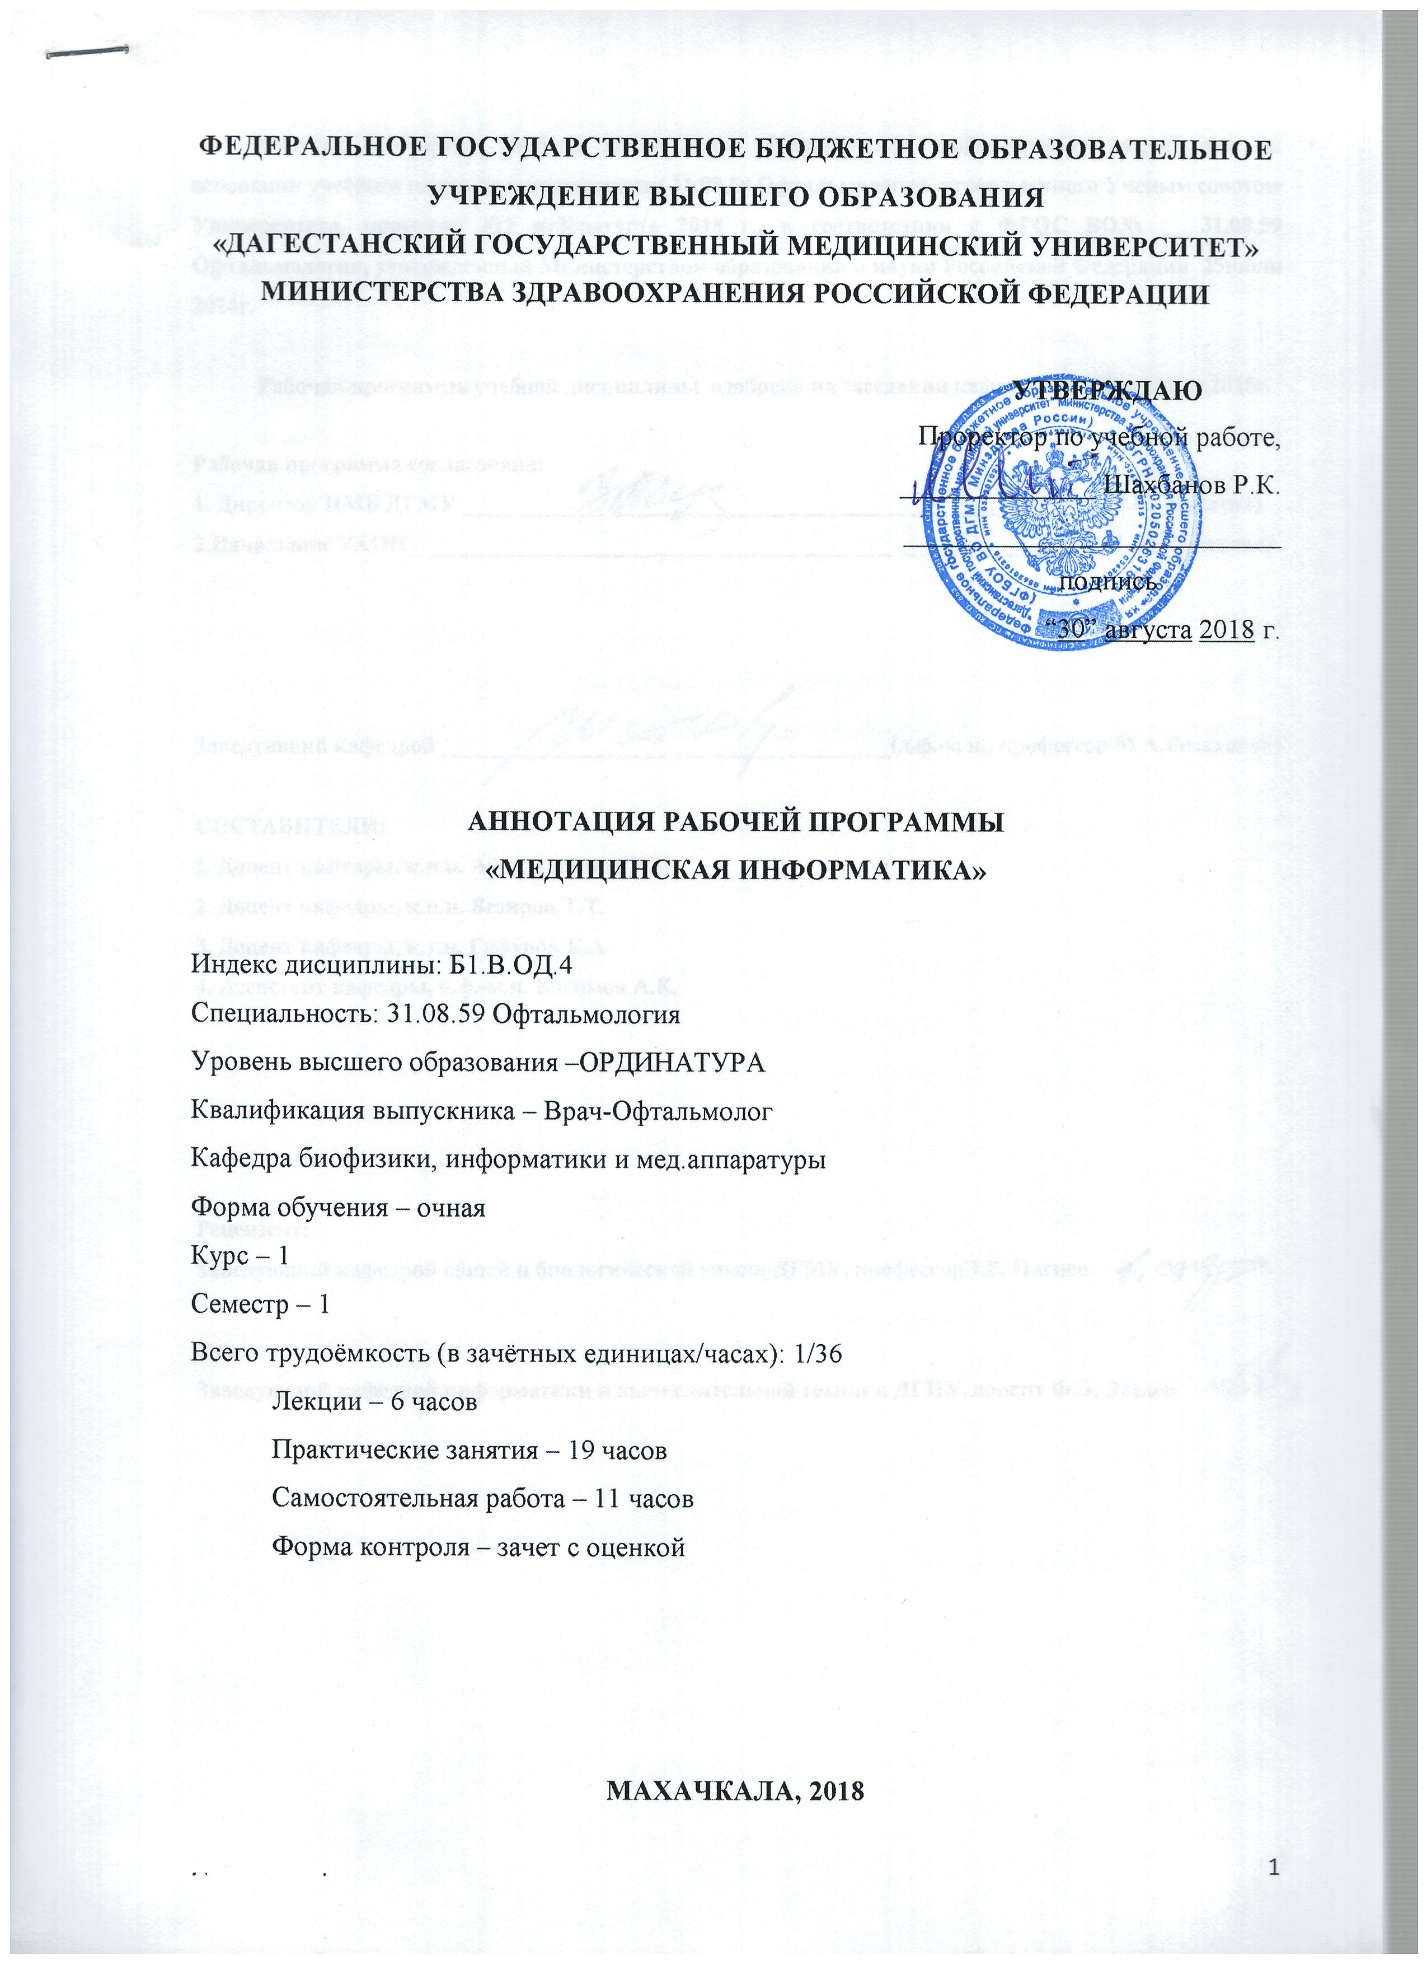 ФЕДЕРАЛЬНОЕ ГОСУДАРСТВЕННОЕ БЮДЖЕТНОЕ ОБРАЗОВАТЕЛЬНОЕ
УЧРЕЖДЕНИЕ ВЫСШЕГО ОБРАЗОВАНИЯ
«ДАГЕСТАНСКИЙ ГОСУДАРСТВЕННЫЙ МЕДИЦИНСКИЙ УНИВЕРСИТЕТ»
МИНИСТЕРСТВА ЗДРАВООХРАНЕНИЯ РОССИЙСКОЙ ФЕДЕРАЦИИ
УТВЕРЖДАЮ
Проректор по учебной работе,
Шахбанов Р.К.
подпись
“30” августа 2018 г.
АННОТАЦИЯ РАБОЧЕЙ ПРОГРАММЫ
«МЕДИЦИНСКАЯ ИНФОРМАТИКА»
Индекс дисциплины: Б1.В.ОД.4
Специальность: 31.08.59 Офтальмология
Уровень высшего образования –ОРДИНАТУРА
Квалификация выпускника – Врач-Офтальмолог
Кафедра биофизики, информатики и мед.аппаратуры
Форма обучения – очная
Курс – 1
Семестр – 1
Всего трудоёмкость (в зачётных единицах/часах): 1/36
Лекции – 6 часов
Практические занятия – 19 часов
Самостоятельная работа – 11 часов
Форма контроля – зачет с оценкой
МАХАЧКАЛА, 2018
1